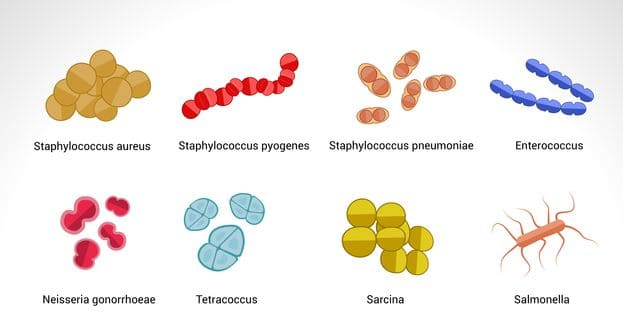 Staphylococcus aureus
Staphylococcus pyogenes
Staphylococcus pneumoniae
Enterococcus
Neisseria gonorrhoeae
Tetracoccus
Sarcina
Salmonella